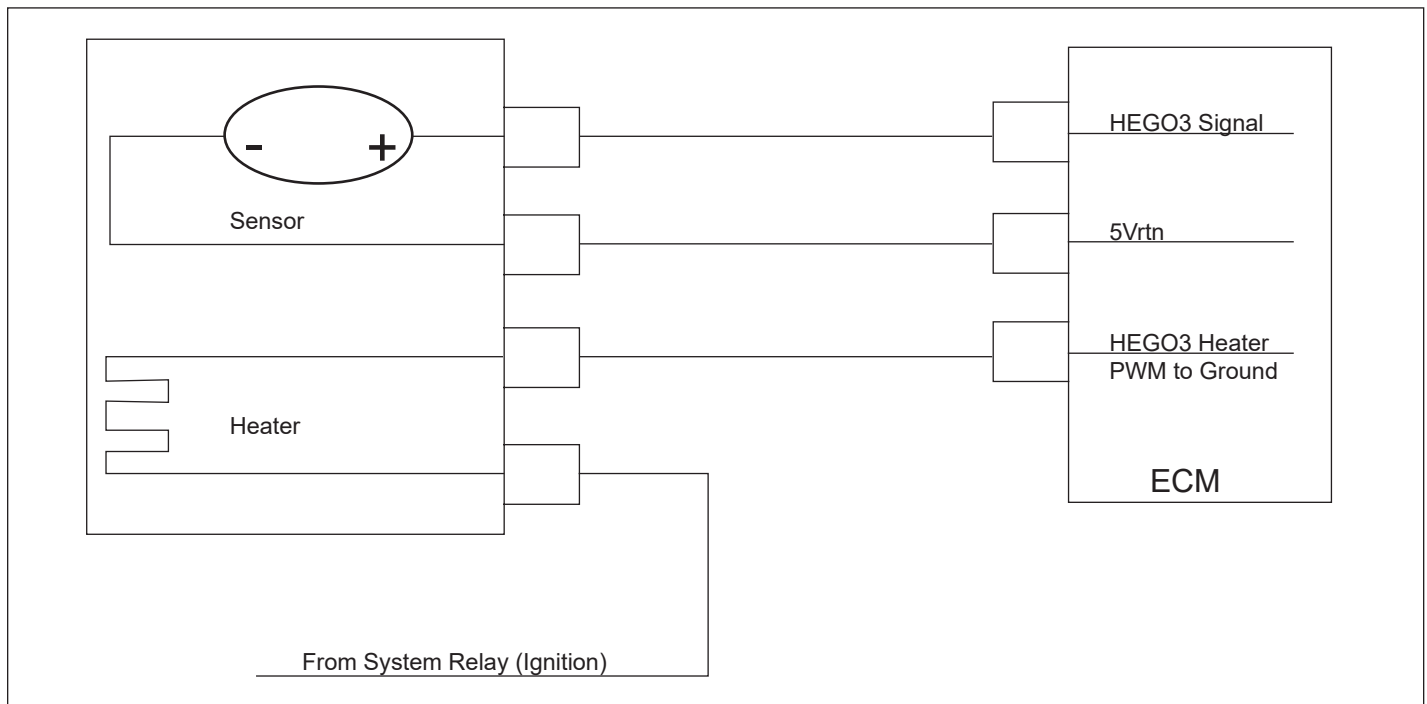 - +
HEGO3 Signal
Sensor
5Vrtn
HEGO3 Heater
PWM to Ground
Heater
ECM
From System Relay (Ignition)